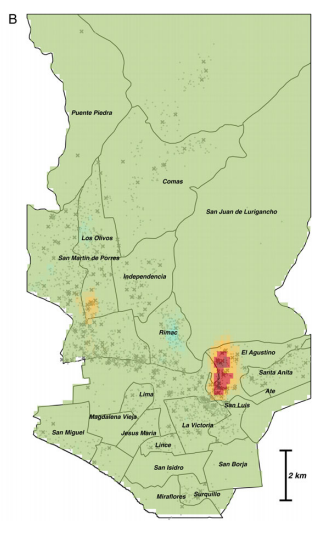 B
Puente Piedra
Comas
San Juan de Lurigancho
Los Olivos
San Martin de Porres
Independencia
Rimac
El Agustino
Santa Anita
Ate
San Luis
Lima
Magdalena Vieja
La Victoria
San Miguel
Jesus Maria
Lince
San Isidro
San Borja
2 km
Miraflores
Surquillo